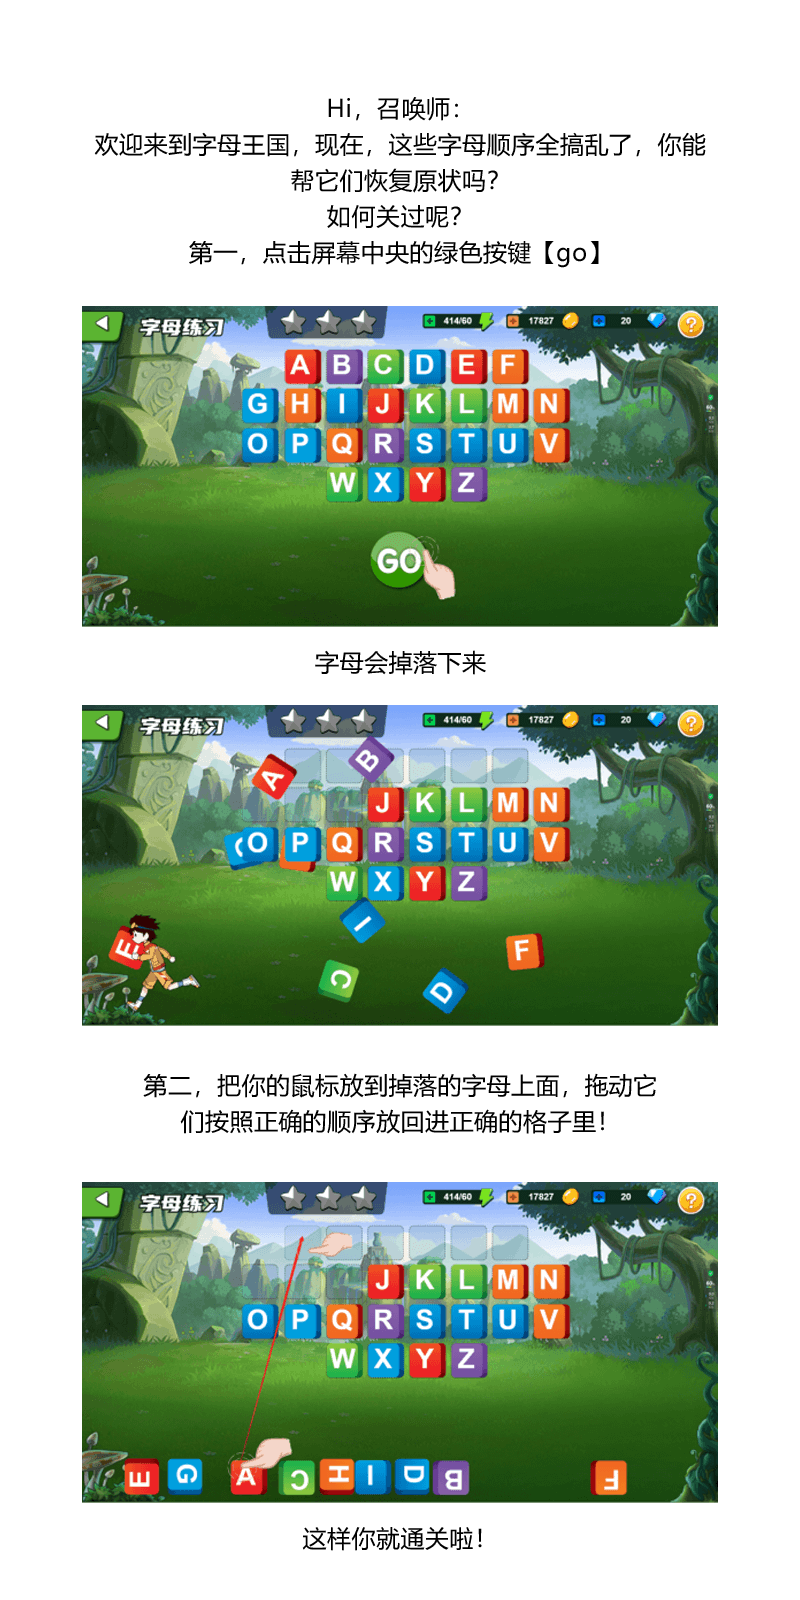 Hi，召唤师：
欢迎来到字母王国，现在，这些字母顺序全搞乱了，你能
帮它们恢复原状吗？
如何关过呢？
第一，点击屏幕中央的绿色按键【go】
字母练习 414/60 17827 20 ?
A B C D E F
G H I J K L M N
O P Q R S T U V
W X Y Z
GO
字母会掉落下来
字母练习 414/60 17827 20 ?
A B
J K L M N
O P Q R S T U V
W X Y Z
I
E C D F
第二，把你的鼠标放到掉落的字母上面，拖动它
们按照正确的顺序放回进正确的格子里！
字母练习 414/60 17827 20 ?
J K L M N
O P Q R S T U V
W X Y Z
E G A C H I D B F
这样你就通关啦！